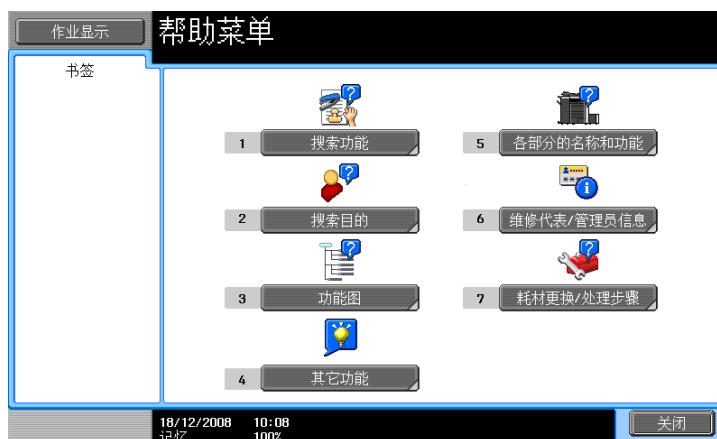 作业显示
帮助菜单
书签
1 搜索功能
5 各部分的名称和功能
2 搜索目的
6 维修代表/管理员信息
3 功能图
7 耗材更换/处理步骤
4 其它功能
18/12/2008 10:08
记忆 100%
关闭